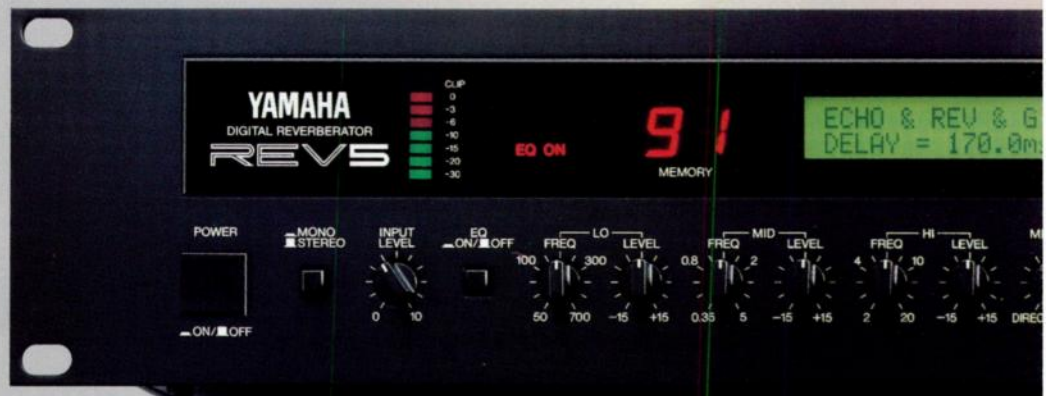 YAMAHA
DIGITAL REVERBERATOR
REV5
CLIP
0
-3
-6
-10
-15
-20
-30
EQ ON
91
MEMORY
ECHO & REV & G
DELAY = 170.0ms
POWER
ON/OFF
MONO
STEREO
INPUT
LEVEL
0 10
EQ
ON/OFF
LO
FREQ LEVEL
100 300
50 700 -15 +15
MID
FREQ LEVEL
0.8 2
0.35 5 -15 +15
HI
FREQ LEVEL
4 10
2 20 -15 +15